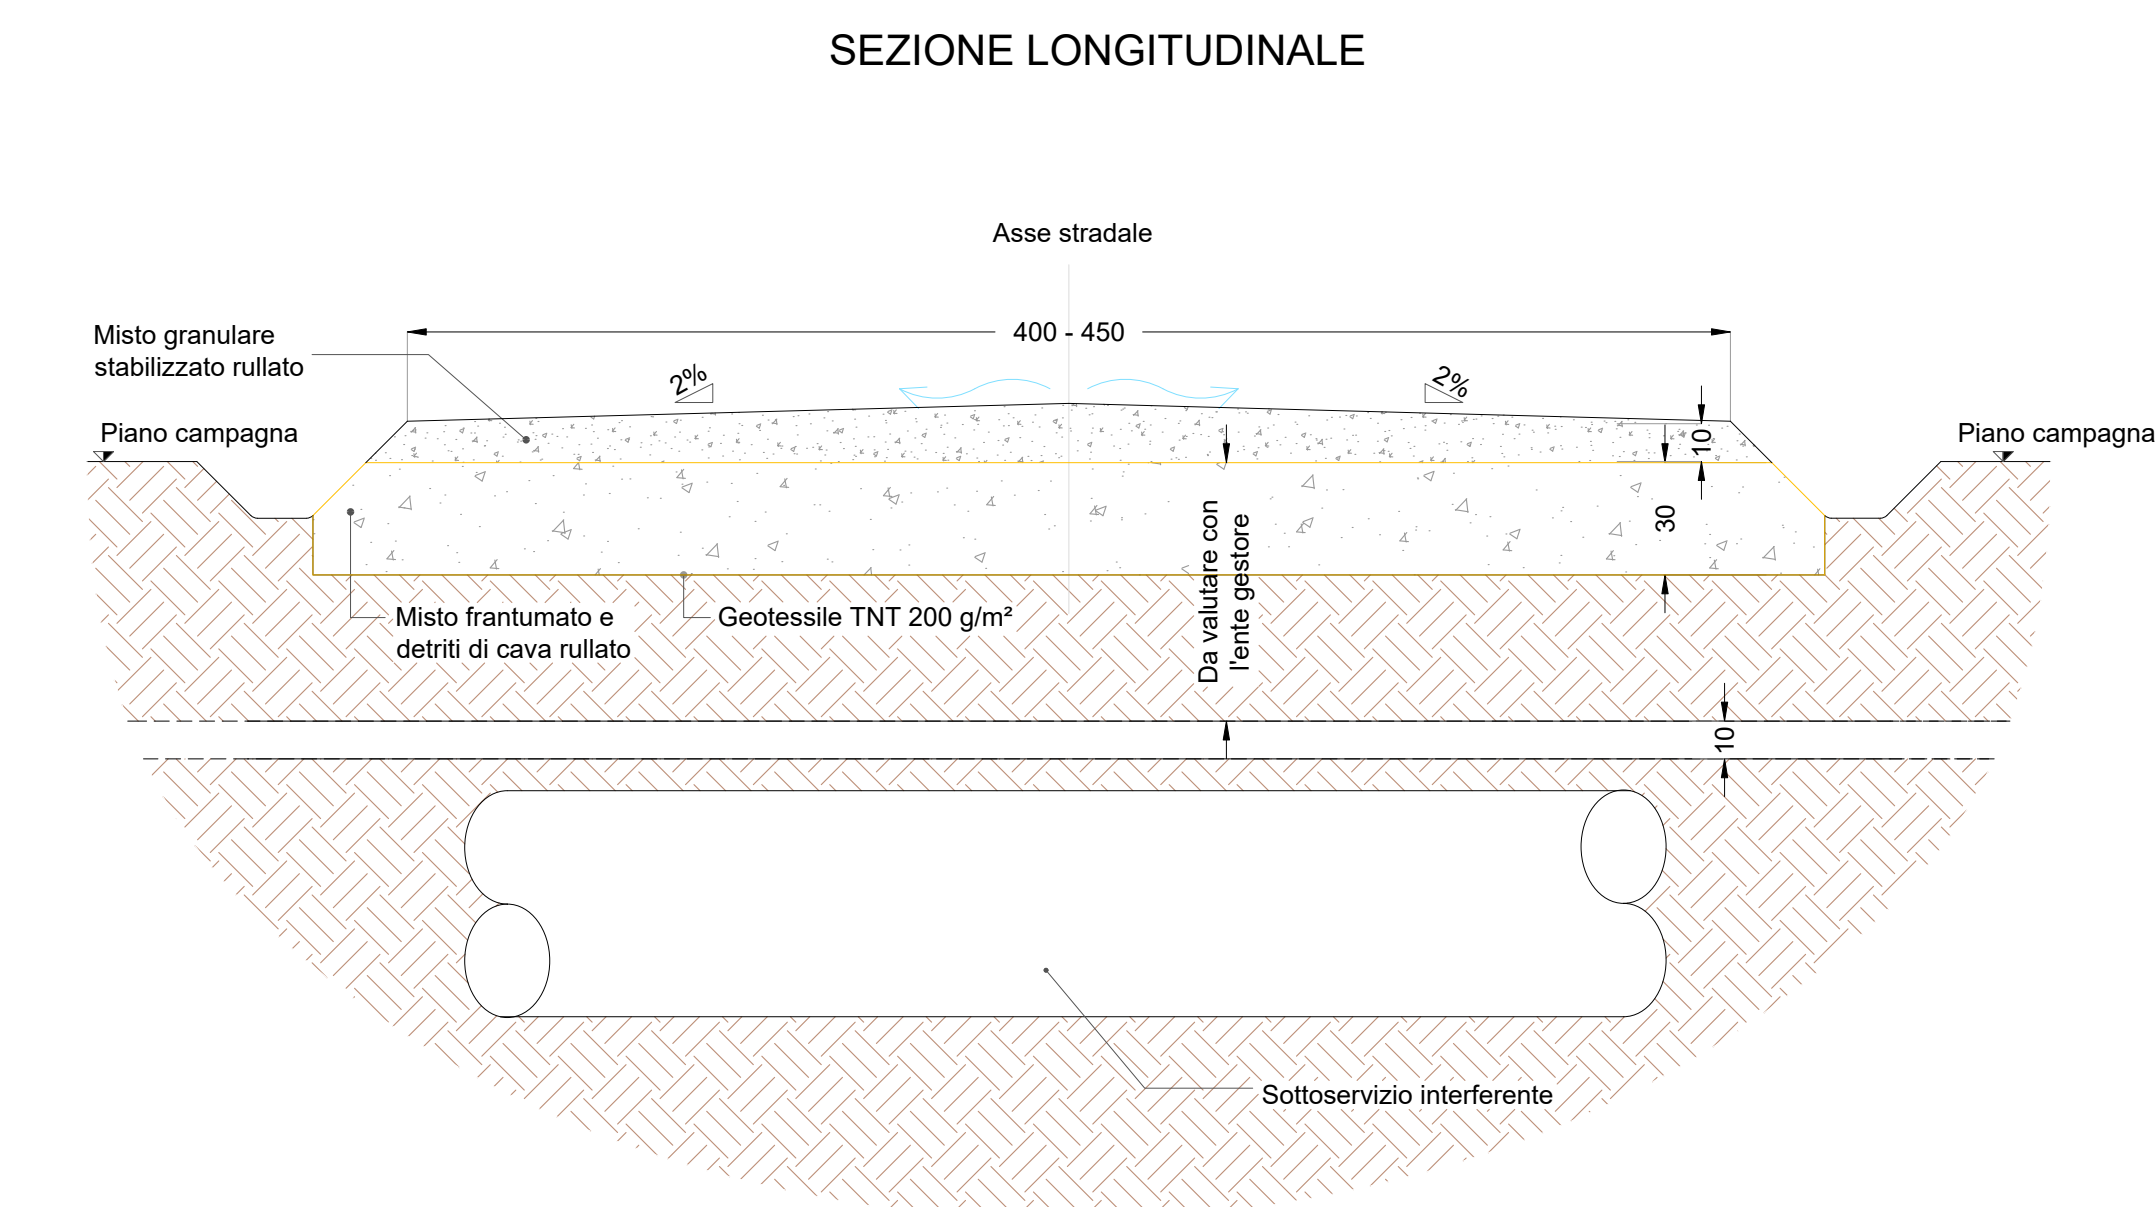 SEZIONE LONGITUDINALE
Asse stradale
400 - 450
Misto granulare
stabilizzato rullato
2%
2%
Piano campagna
Piano campagna
10
30
Da valutare con
l'ente gestore
Misto frantumato e
detriti di cava rullato
Geotessile TNT 200 g/m²
10
Sottoservizio interferente